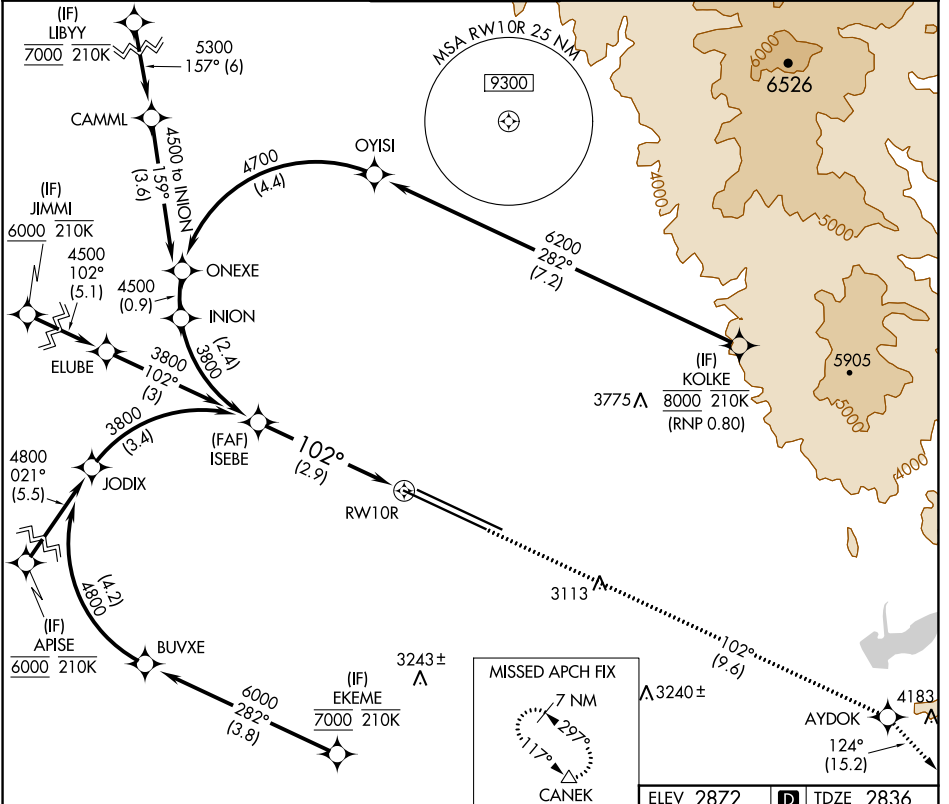 (IF)
LIBYY
7000 210K
5300
157° (6)
CAMML
4500 to INION
159°
(3.6)
MSA RW10R 25 NM
9300
6000
6526
OYISI
4700
(4.4)
4000
5000
(IF)
JIMMI
6000 210K
4500
102°
(5.1)
6200
282°
(7.2)
ONEXE
4500
(0.9)
INION
(2.4)
3800
ELUBE
3800
102°
(3)
(IF)
KOLKE
8000 210K
(RNP 0.80)
3775
5905
5000
4000
3800
(3.4)
(FAF)
ISEBE
102°
(2.9)
4800
021°
(5.5)
JODIX
RW10R
(4.2)
4800
3113
(IF)
APISE
6000 210K
BUVXE
102°
(9.6)
3243±
(IF)
EKEME
7000 210K
6000
282°
(3.8)
MISSED APCH FIX
7 NM
297°
117°
CANEK
3240±
4183
AYDOK
124°
(15.2)
ELEV 2872
D
TDZE 2836